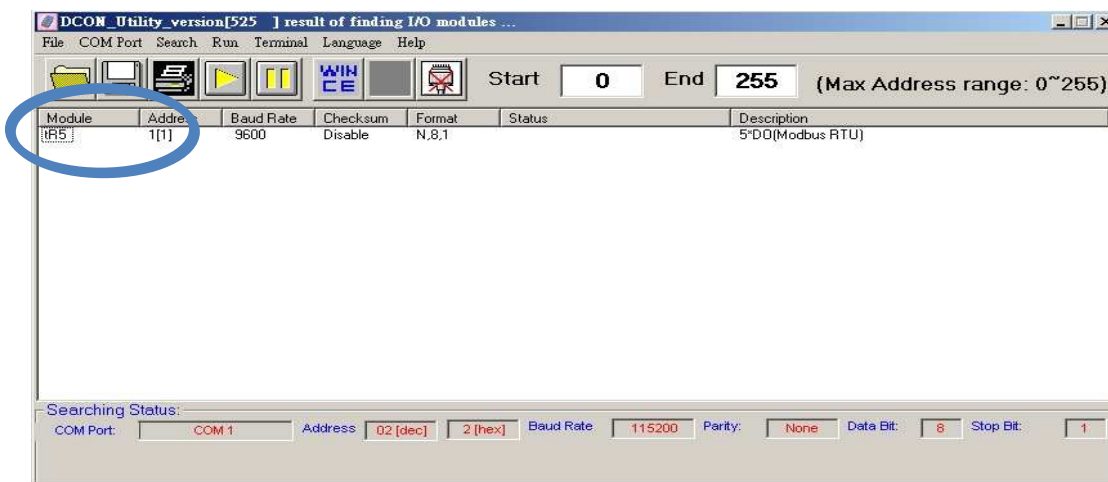 DCON_Utility_version[525 ] result of finding I/O modules ...
File COM Port Search Run Terminal Language Help
WIN CE Start 0 End 255 (Max Address range: 0~255)
Module Address Baud Rate Checksum Format Status Description
tR5 1[1] 9600 Disable N,8,1 5*DO(Modbus RTU)
Searching Status:
COM Port: COM 1 Address 02 [dec] 2 [hex] Baud Rate 115200 Parity: None Data Bit: 8 Stop Bit: 1